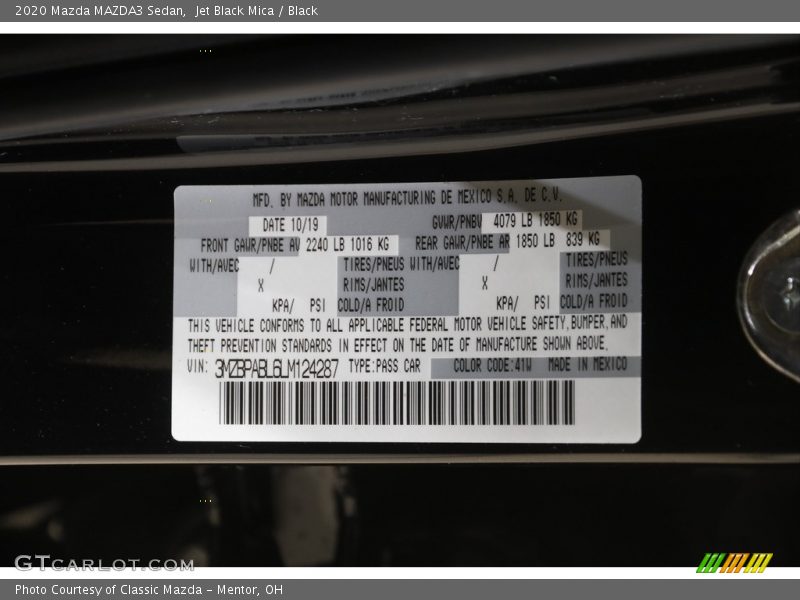 2020 Mazda MAZDA3 Sedan,  Jet Black Mica / Black
MFD. BY MAZDA MOTOR MANUFACTURING DE MEXICO S.A. DE C.V.
DATE 10/19 GVWR/PNBV 4079 LB 1850 KG
FRONT GAWR/PNBE AV 2240 LB 1016 KG REAR GAWR/PNBE AR 1850 LB 839 KG
WITH/AVEC / TIRES/PNEUS WITH/AVEC / TIRES/PNEUS
X RIMS/JANTES X RIMS/JANTES
KPA/ PSI COLD/A FROID KPA/ PSI COLD/A FROID
THIS VEHICLE CONFORMS TO ALL APPLICABLE FEDERAL MOTOR VEHICLE SAFETY, BUMPER, AND
THEFT PREVENTION STANDARDS IN EFFECT ON THE DATE OF MANUFACTURE SHOWN ABOVE.
VIN: 3MZBPABL6LM124287 TYPE:PASS CAR COLOR CODE:41W MADE IN MEXICO
GTCARLOT.COM
Photo Courtesy of Classic Mazda - Mentor, OH